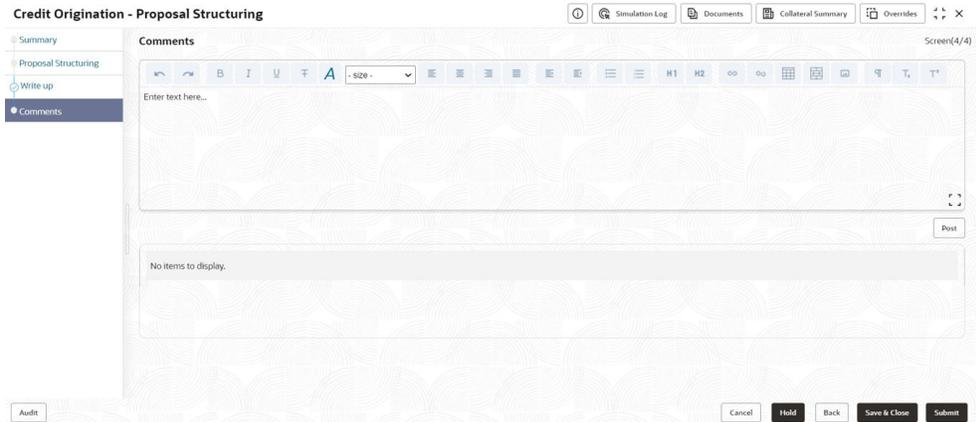 Credit Origination - Proposal Structuring
Simulation Log
Documents
Collateral Summary
Overrides
Summary
Proposal Structuring
Write up
Comments
Comments
Screen(4/4)
B I U T A - size - H1 H2
Enter text here...
Post
No items to display.
Audit
Cancel
Hold
Back
Save & Close
Submit